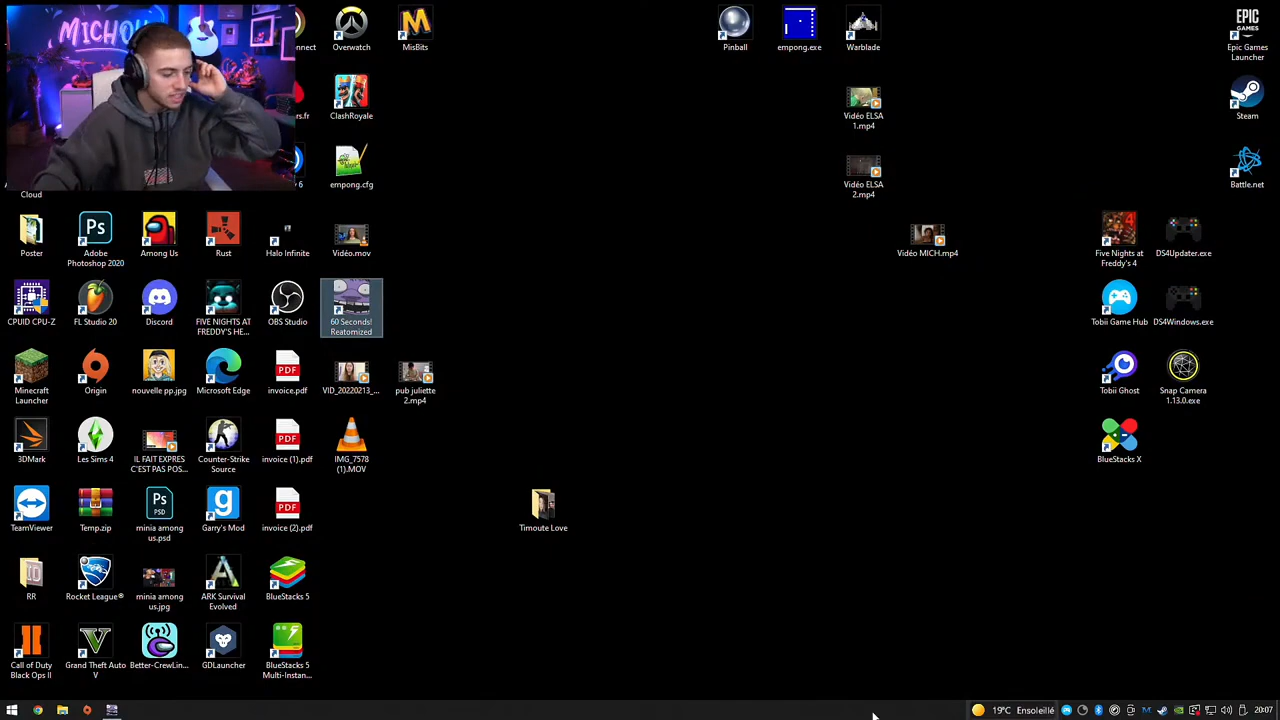 MICHOU
Overwatch
MisBits
Pinball
empong.exe
Warblade
EPIC
GAMES
Epic Games
Launcher
ClashRoyale
Vidéo ELSA
1.mp4
Steam
Cloud
empong.cfg
Vidéo ELSA
2.mp4
Battle.net
Poster
Adobe
Photoshop 2020
Among Us
Rust
Halo Infinite
Vidéo.mov
Vidéo MICH.mp4
Five Nights at
Freddy's 4
DS4Updater.exe
CPUID CPU-Z
FL Studio 20
Discord
FIVE NIGHTS AT
FREDDY'S HE...
OBS Studio
60 Seconds!
Reatomized
Tobii Game Hub
DS4Windows.exe
Minecraft
Launcher
Origin
nouvelle pp.jpg
Microsoft Edge
PDF
invoice.pdf
VID_20220213_...
pub juliette
2.mp4
Tobii Ghost
Snap Camera
1.13.0.exe
3DMark
Les Sims 4
IL FAIT EXPRES
C'EST PAS POS...
Counter-Strike
Source
PDF
invoice (1).pdf
IMG_7578
(1).MOV
BlueStacks X
TeamViewer
Temp.zip
Ps
PSD
minia among
us.psd
Garry's Mod
PDF
invoice (2).pdf
Timoute Love
RR
Rocket League®
minia among
us.jpg
ARK Survival
Evolved
BlueStacks 5
Call of Duty
Black Ops II
Grand Theft Auto
V
Better-CrewLin...
GDLauncher
BlueStacks 5
Multi-Instan...
19°C Ensoleillé
20:07